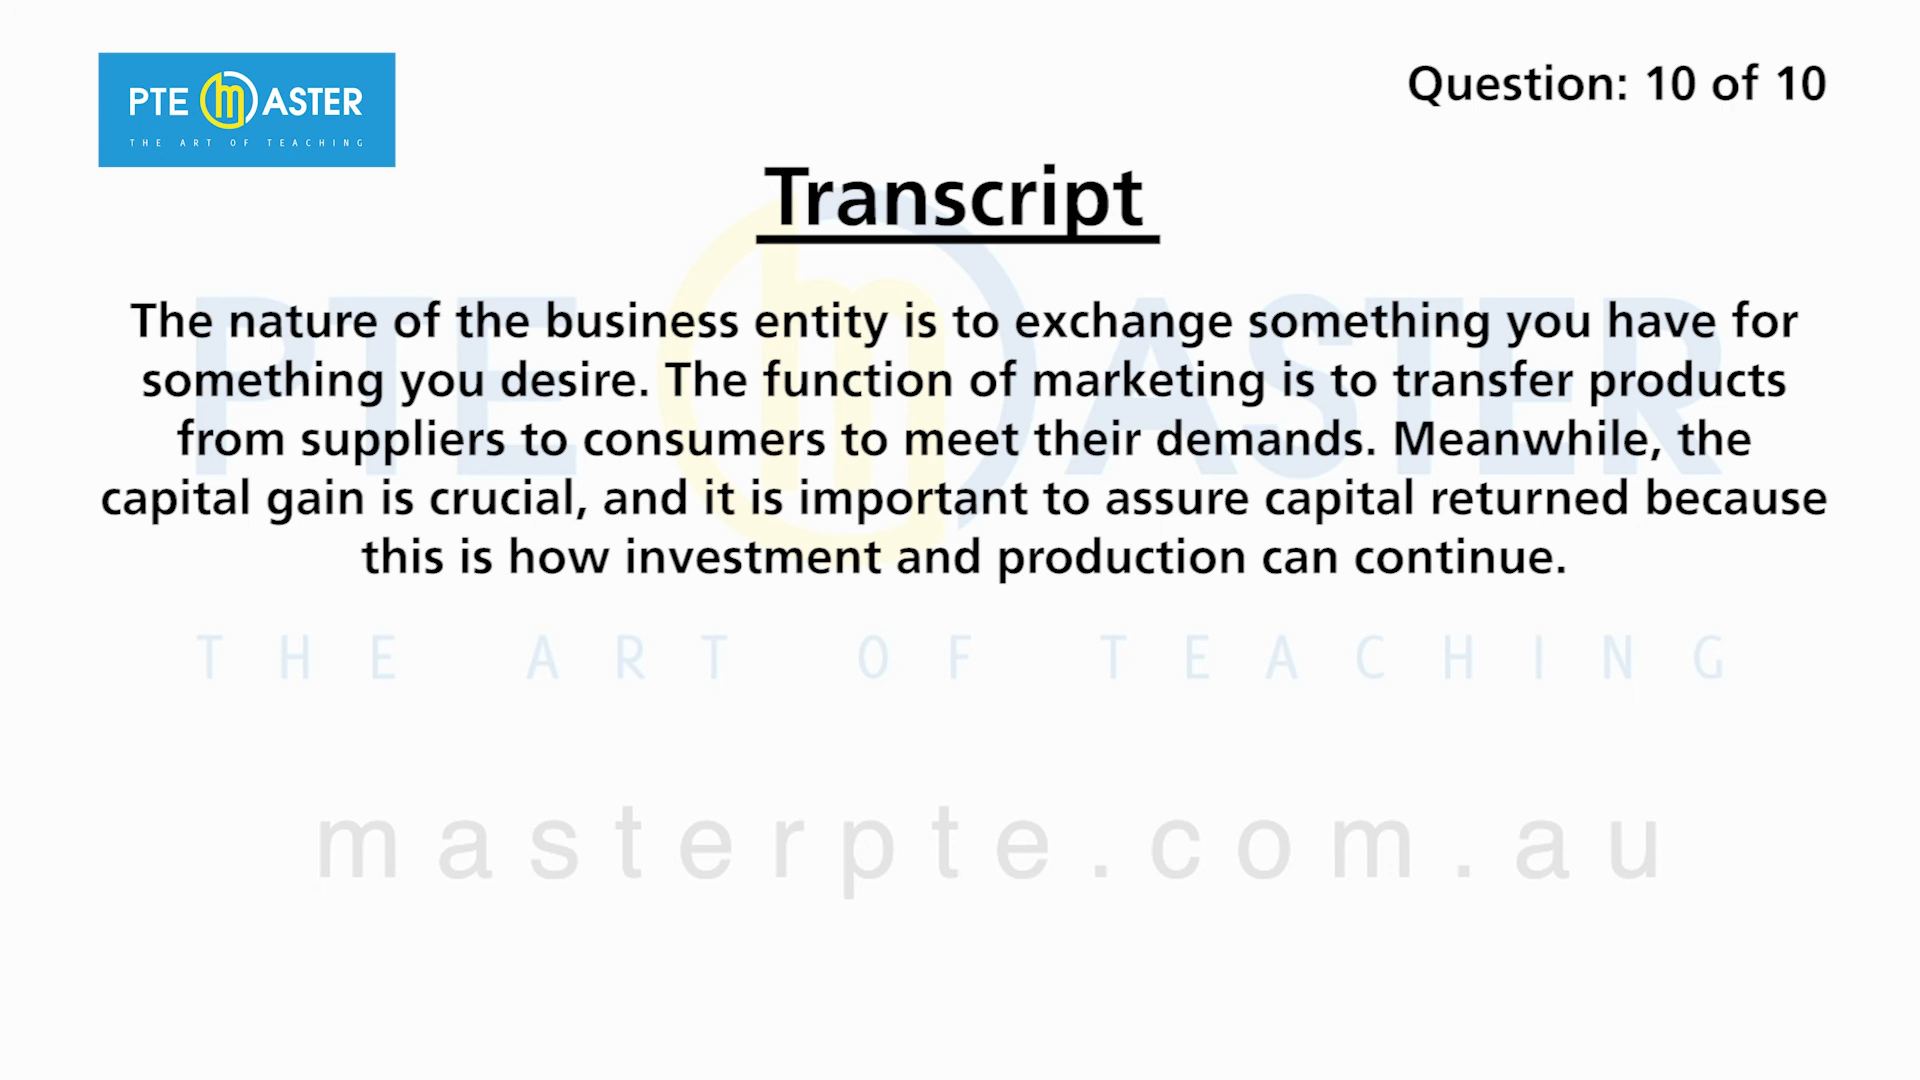 PTE MASTER
THE ART OF TEACHING
Question: 10 of 10
Transcript
The nature of the business entity is to exchange something you have for
something you desire. The function of marketing is to transfer products
from suppliers to consumers to meet their demands. Meanwhile, the
capital gain is crucial, and it is important to assure capital returned because
this is how investment and production can continue.
PTE MASTER
THE ART OF TEACHING
masterpte.com.au